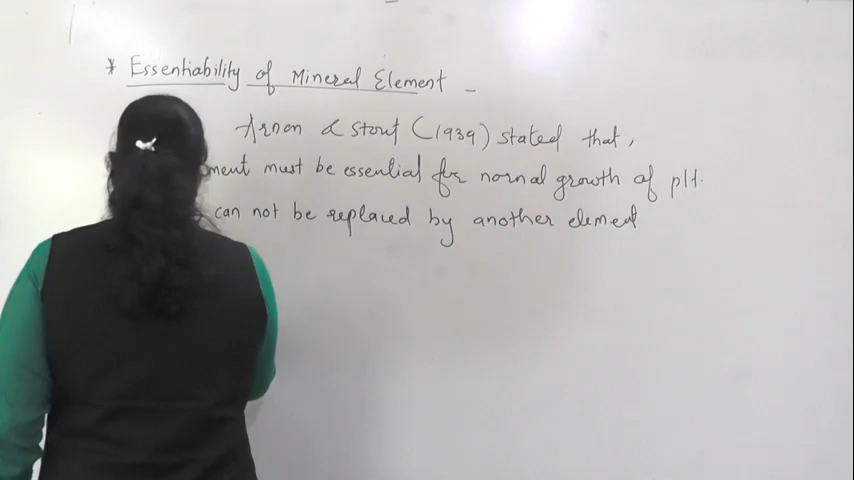 * Essentiability of Mineral Element -
Arnon & Stout (1939) stated that,
ment must be essential for normal growth of plt.
can not be replaced by another element